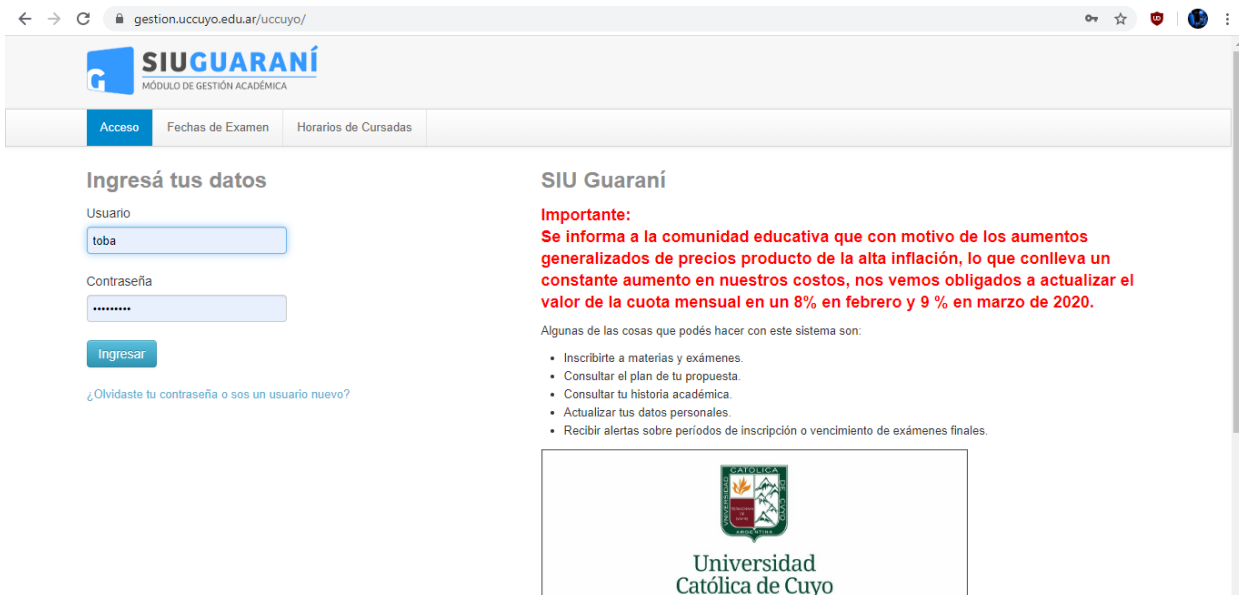 gestion.uccuyo.edu.ar/uccuyo/
G SIUGUARANÍ
MÓDULO DE GESTIÓN ACADÉMICA
Acceso Fechas de Examen Horarios de Cursadas
Ingresá tus datos
Usuario
toba
Contraseña
•••••••••
Ingresar
¿Olvidaste tu contraseña o sos un usuario nuevo?
SIU Guaraní
Importante:
Se informa a la comunidad educativa que con motivo de los aumentos
generalizados de precios producto de la alta inflación, lo que conlleva un
constante aumento en nuestros costos, nos vemos obligados a actualizar el
valor de la cuota mensual en un 8% en febrero y 9 % en marzo de 2020.
Algunas de las cosas que podés hacer con este sistema son:
• Inscribirte a materias y exámenes.
• Consultar el plan de tu propuesta.
• Consultar tu historia académica.
• Actualizar tus datos personales.
• Recibir alertas sobre períodos de inscripción o vencimiento de exámenes finales.
UNIVERSIDAD CATOLICA DE CUYO
ARGENTINA
Universidad
Católica de Cuyo